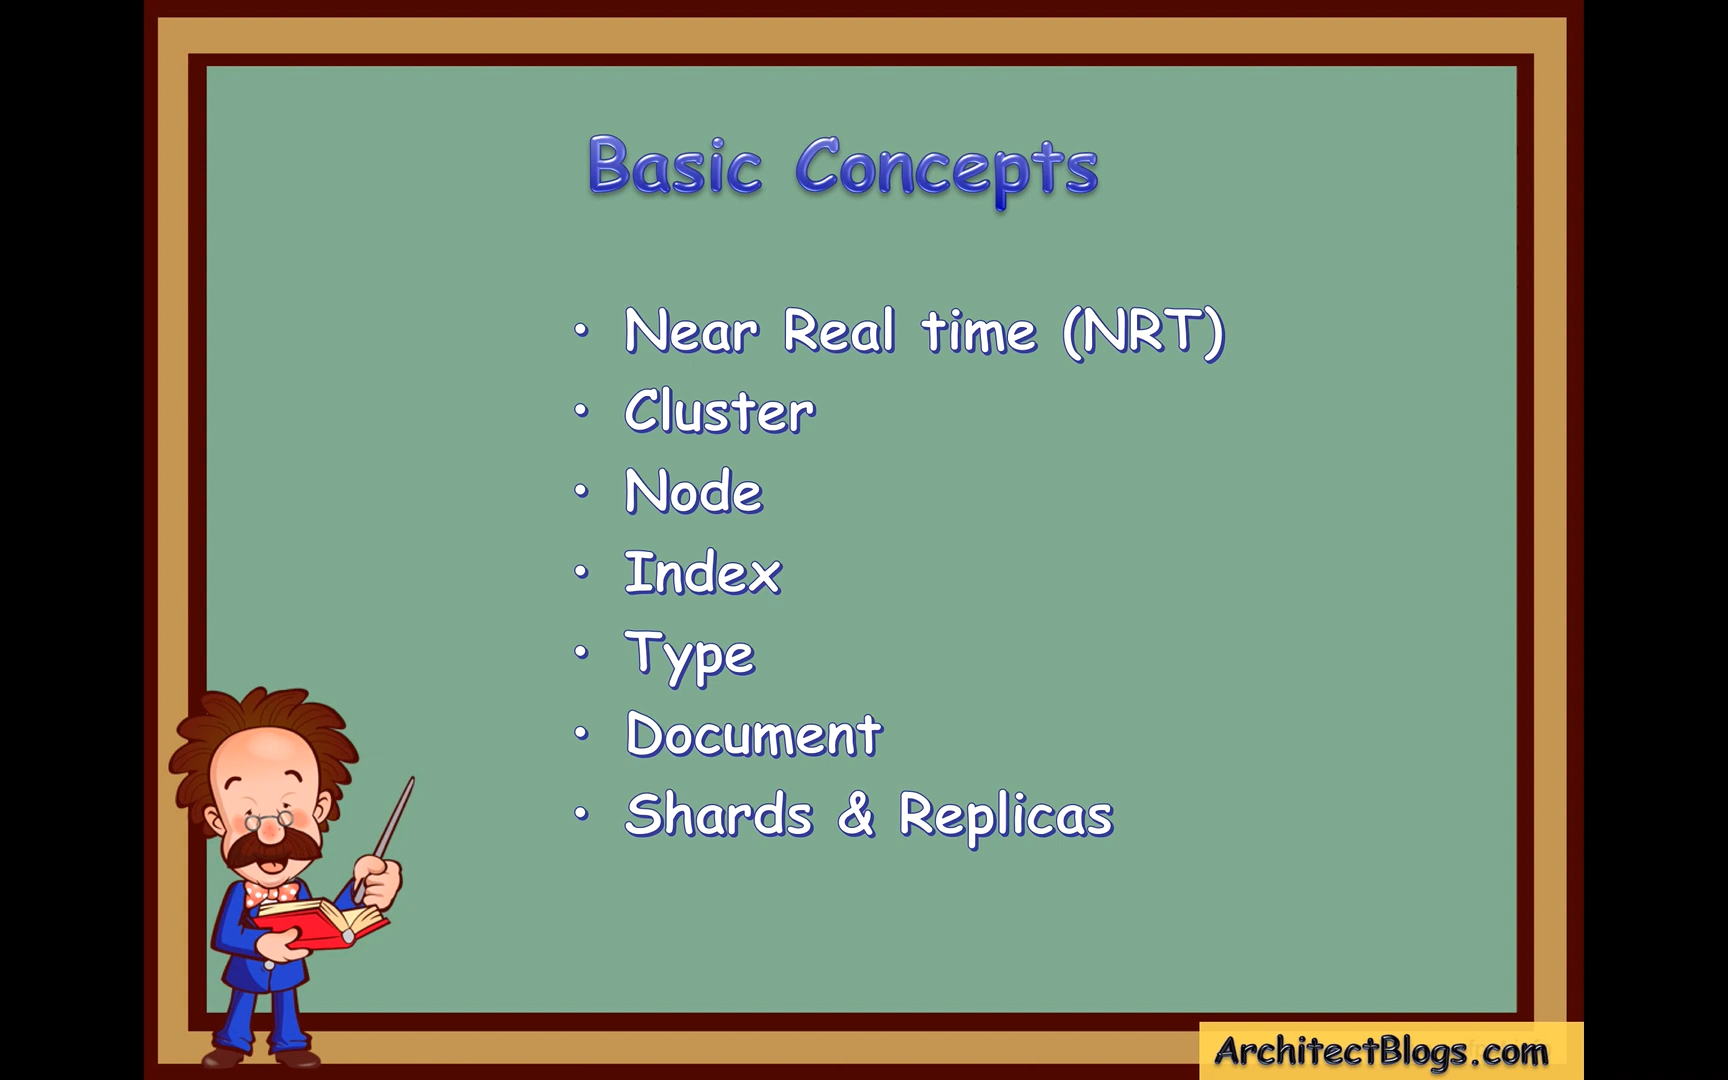 Basic Concepts
• Near Real time (NRT)
• Cluster
• Node
• Index
• Type
• Document
• Shards & Replicas
ArchitectBlogs.com